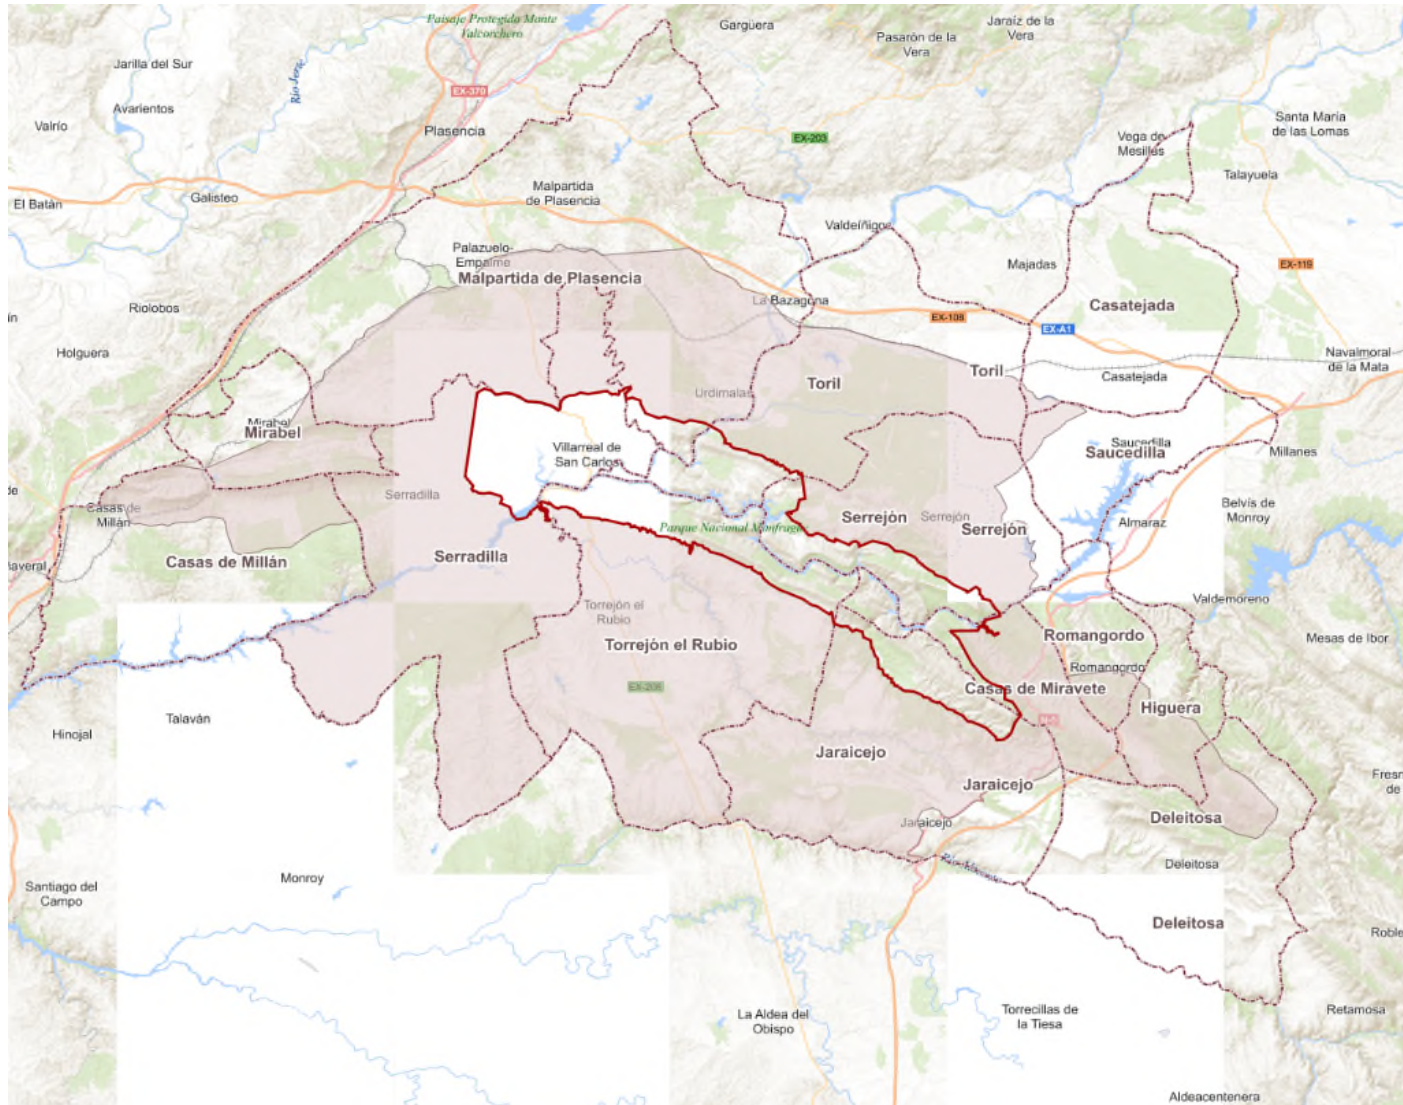 Paisaje Protegido Monte
Valcorchero
Gargüera
Jaraíz de la
Vera
Pasarón de la
Vera
Jarilla del Sur
Río Jerte
EX-370
Avarientos
Valrío
Plasencia
EX-203
Vega de
Mesillas
Santa María
de las Lomas
Talayuela
El Batán
Galisteo
Malpartida
de Plasencia
Valdeíñigos
Palazuelo-
Empalme
Malpartida de Plasencia
Majadas
EX-119
Riolobos
La Bazagona
EX-108
Casatejada
EX-A1
Holguera
Navalmoral
de la Mata
Toril
Toril
Casatejada
Urdimalas
Mirabel
Mirabel
Villarreal de
San Carlos
Saucedilla
Saucedilla
Millanes
de
Serradilla
Casas de
Millán
Parque Nacional Monfragüe
Serrejón
Serrejón
Serrejón
Almaraz
Belvís de
Monroy
Casas de Millán
Serradilla
averal
Torrejón el
Rubio
Valdemoreno
Torrejón el Rubio
Romangordo
Romangordo
Mesas de Ibor
EX-208
Casas de Miravete
Higuera
Talaván
Hinojal
Jaraicejo
Jaraicejo
Fresn
de
Jaraicejo
Deleitosa
Deleitosa
Monroy
Santiago del
Campo
Deleitosa
Roble
La Aldea del
Obispo
Torrecillas de
la Tiesa
Retamosa
Aldeacentenera